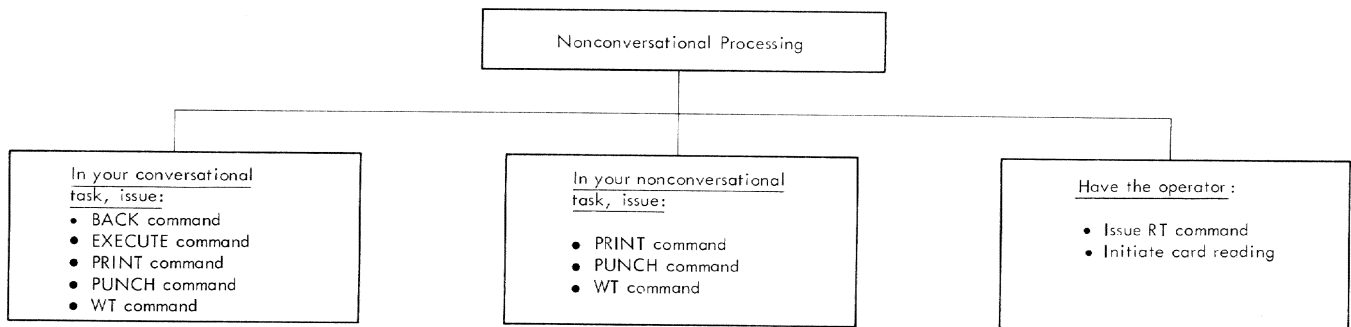 Nonconversational Processing
In your conversational
task, issue:
• BACK command
• EXECUTE command
• PRINT command
• PUNCH command
• WT command
In your nonconversational
task, issue:
• PRINT command
• PUNCH command
• WT command
Have the operator:
• Issue RT command
• Initiate card reading